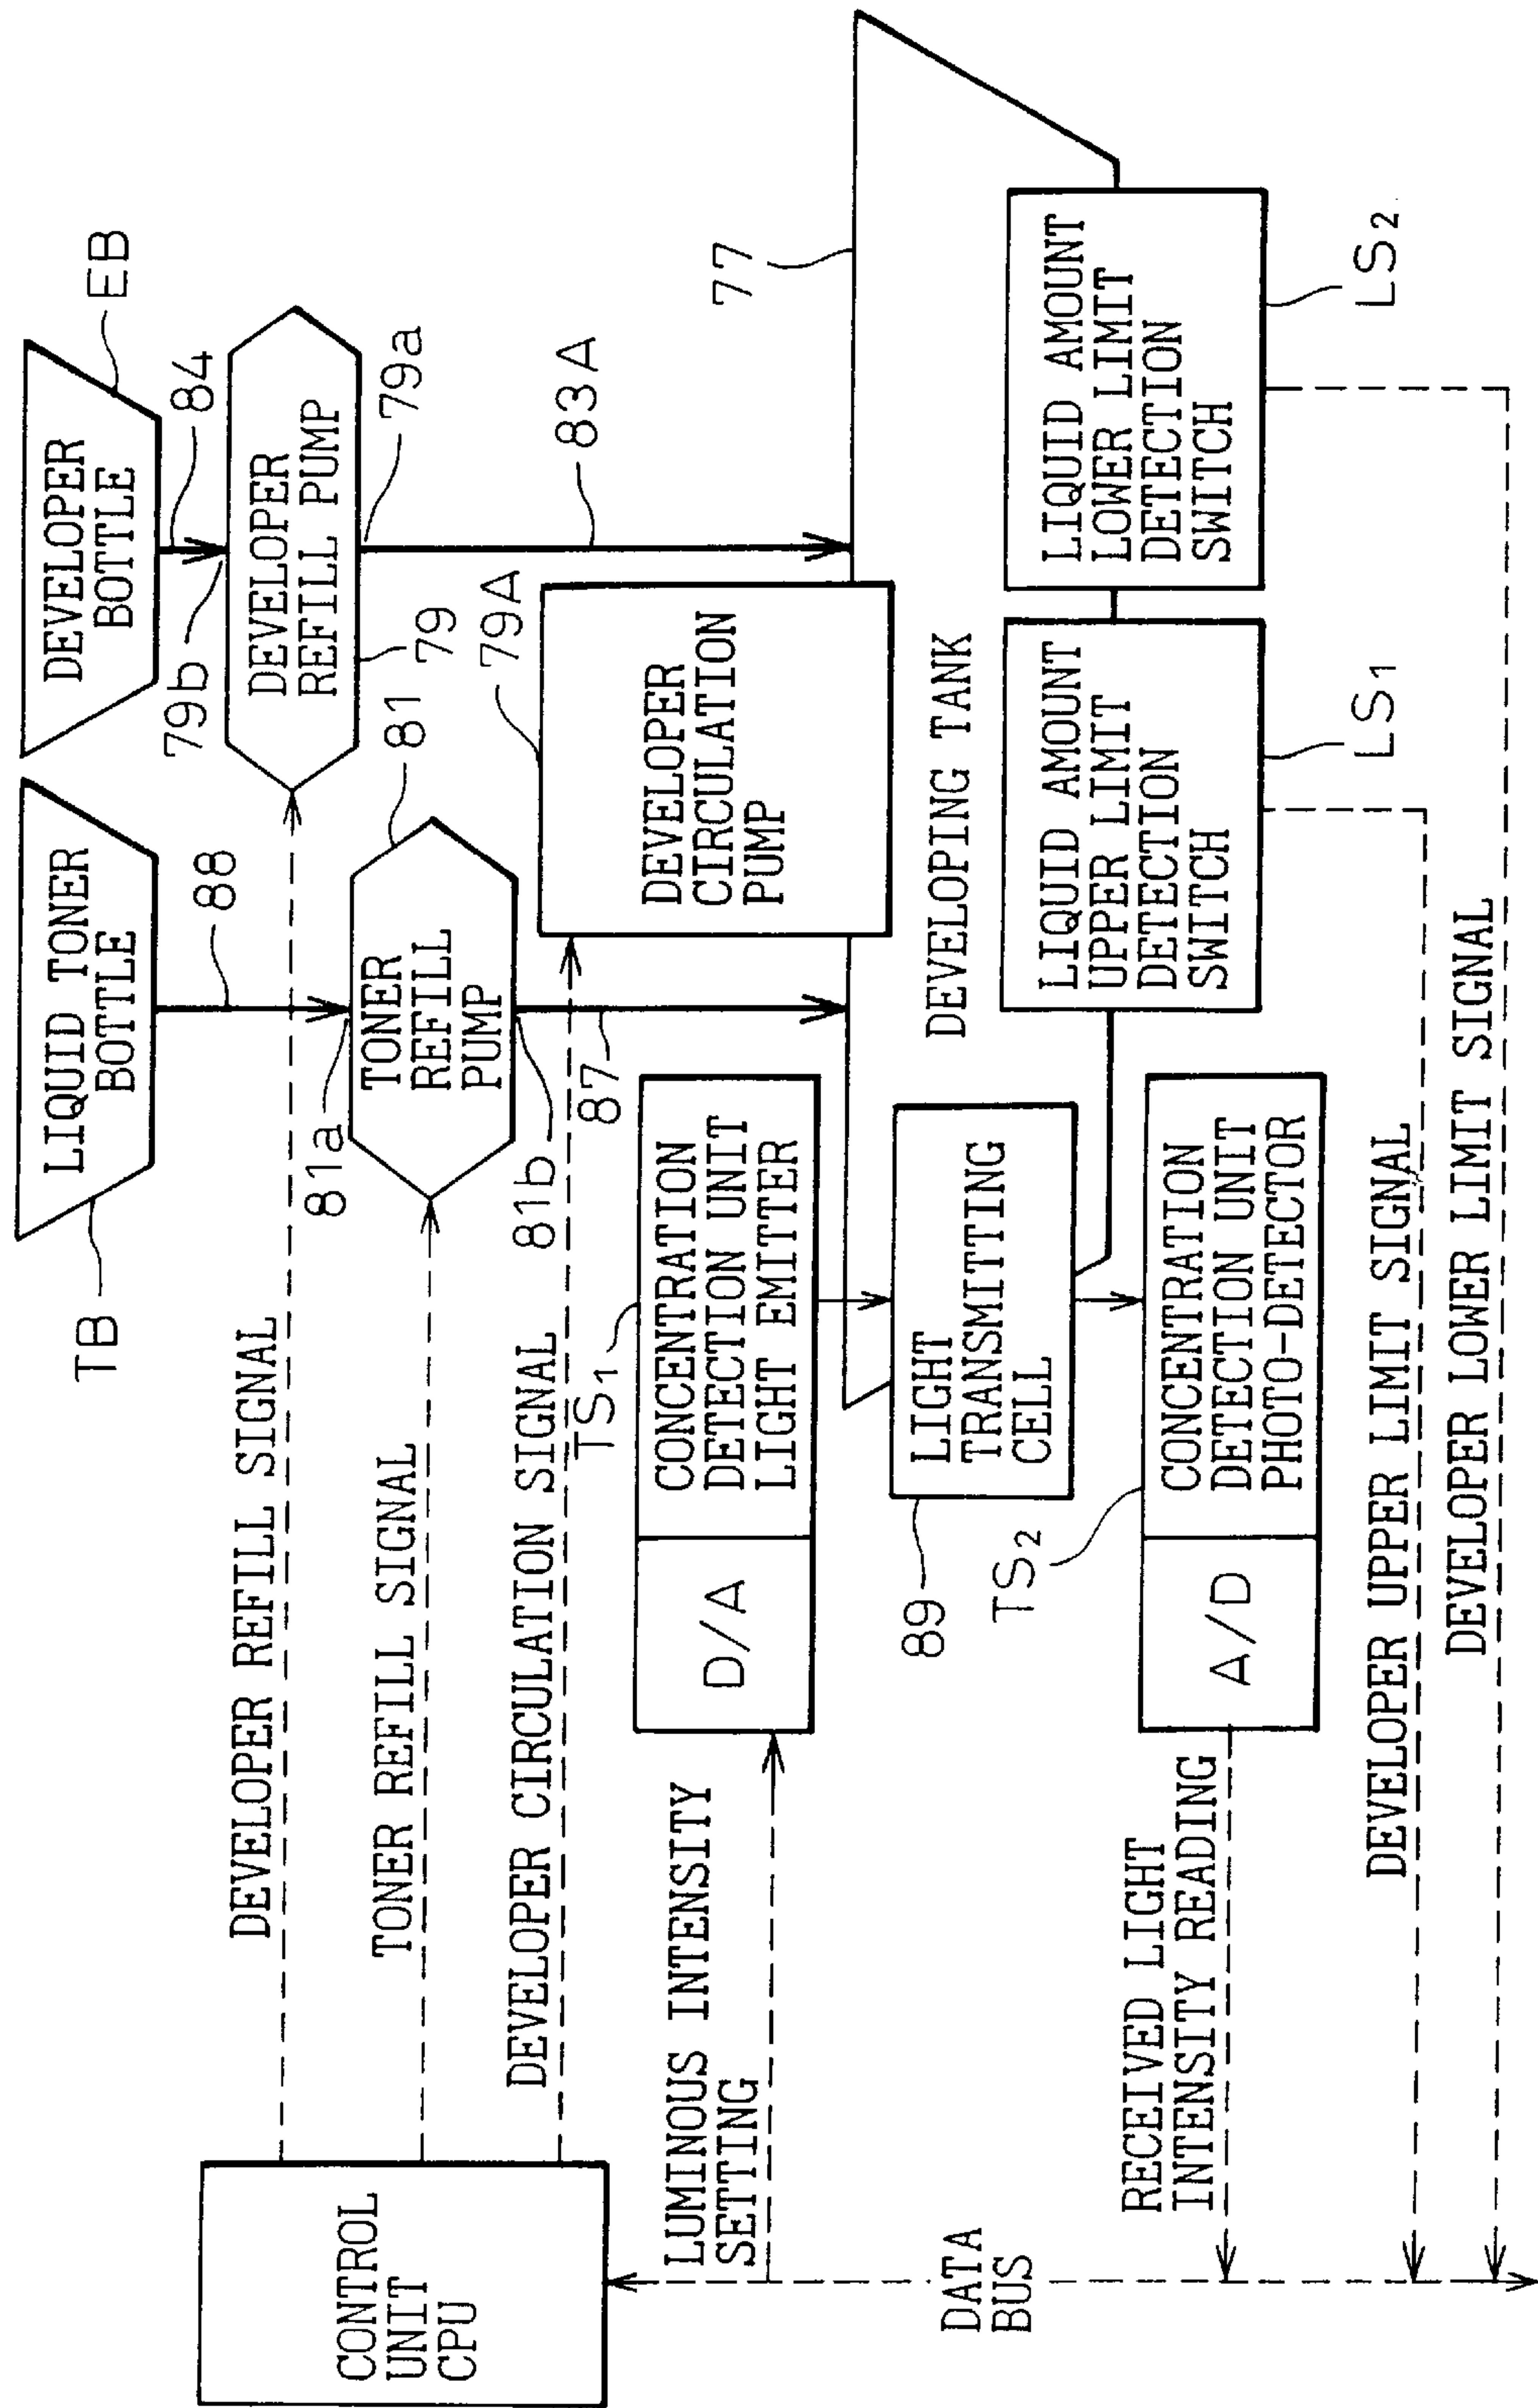 DEVELOPER
BOTTLE
EB
84
79b
DEVELOPER
REFILL PUMP
79a
79
83A
LIQUID TONER
BOTTLE
TB
88
81a
TONER
REFILL
PUMP
81
81b
87
79A
DEVELOPER
CIRCULATION
PUMP
77
DEVELOPING TANK
LIQUID AMOUNT
LOWER LIMIT
DETECTION
SWITCH
LS2
LIQUID AMOUNT
UPPER LIMIT
DETECTION
SWITCH
LS1
CONTROL
UNIT
CPU
DEVELOPER REFILL SIGNAL
TONER REFILL SIGNAL
DEVELOPER CIRCULATION SIGNAL
TS1
D/A
CONCENTRATION
DETECTION UNIT
LIGHT EMITTER
LUMINOUS INTENSITY
SETTING
LIGHT
TRANSMITTING
CELL
89
TS2
A/D
CONCENTRATION
DETECTION UNIT
PHOTO-DETECTOR
DATA
BUS
RECEIVED LIGHT
INTENSITY READING
DEVELOPER UPPER LIMIT SIGNAL
DEVELOPER LOWER LIMIT SIGNAL